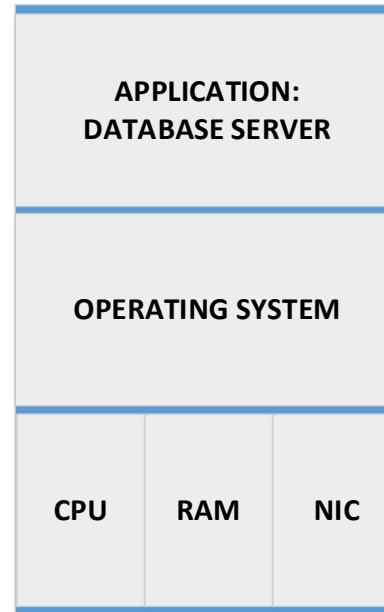 APPLICATION:
DATABASE SERVER
OPERATING SYSTEM
CPU RAM NIC